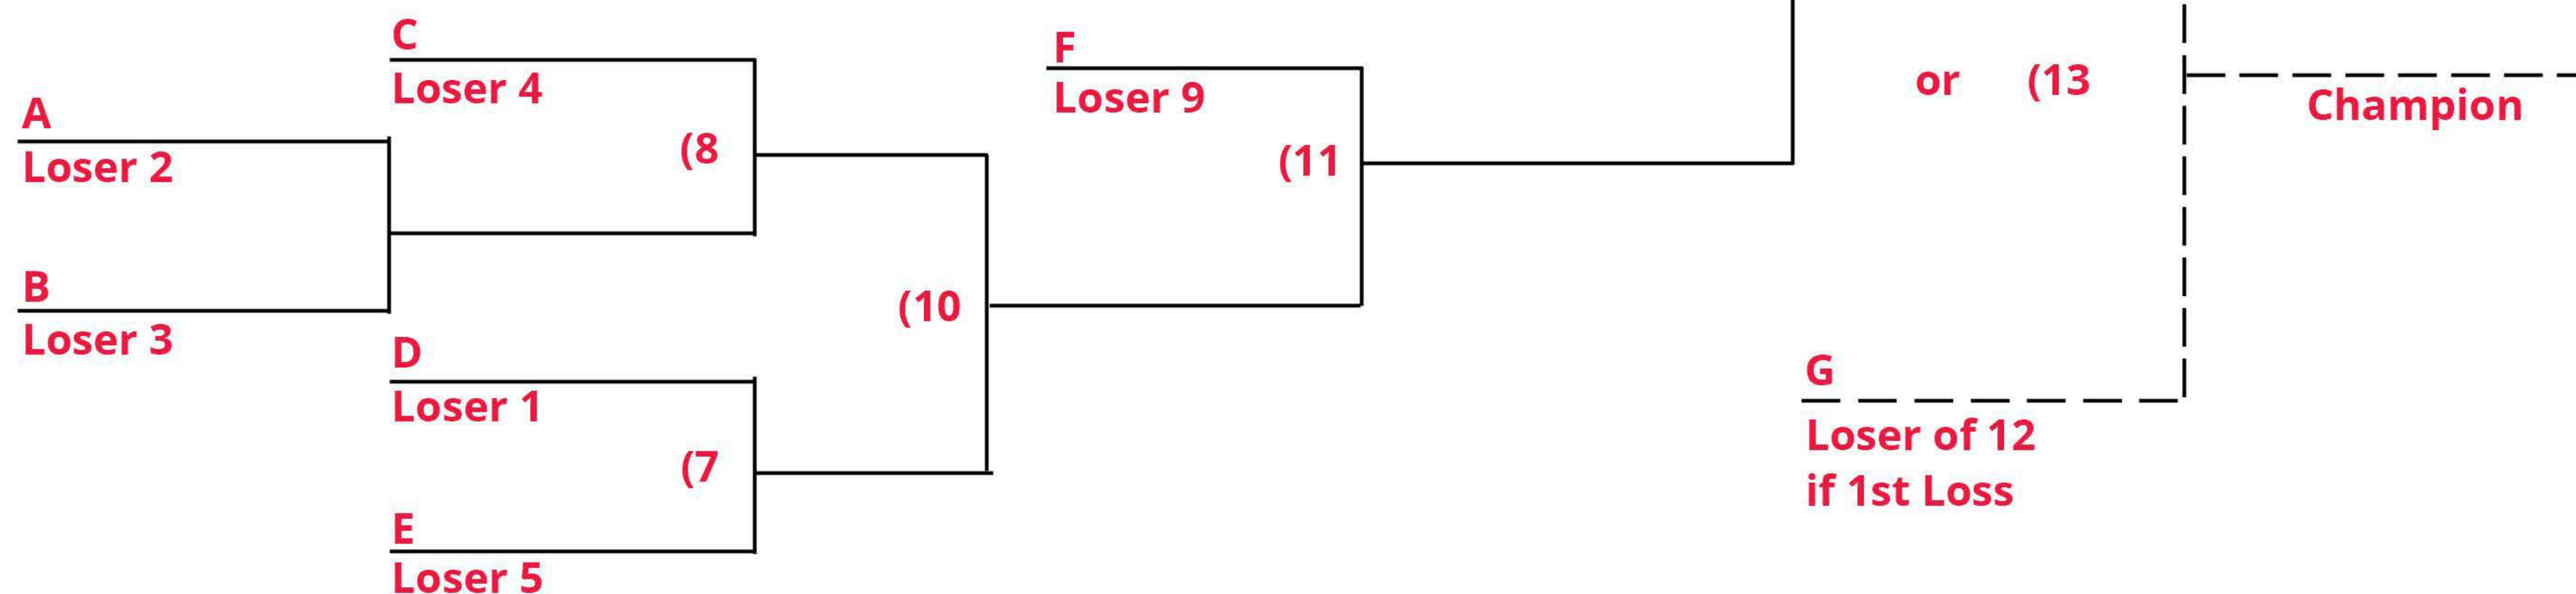 C
Loser 4
A
Loser 2
(8
B
Loser 3
D
Loser 1
(7
E
Loser 5
(10
F
Loser 9
(11
or (13
Champion
G
Loser of 12
if 1st Loss